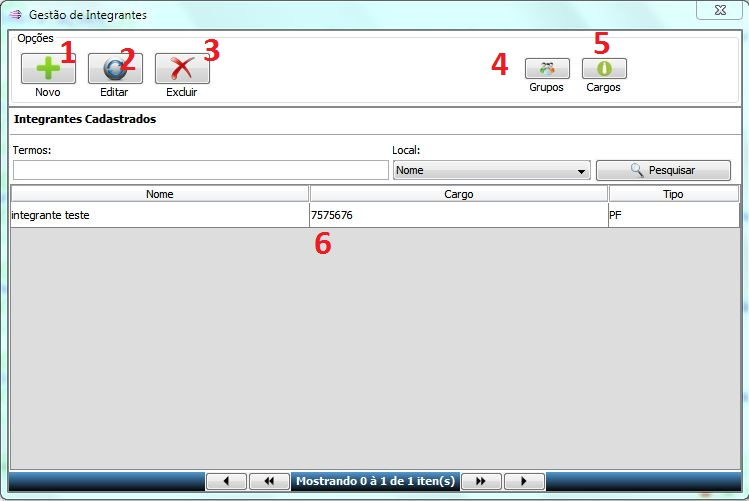 Gestão de Integrantes
Opções
1 2 3 4 5
Novo Editar Excluir Grupos Cargos
Integrantes Cadastrados
Termos: Local:
Nome Pesquisar
Nome Cargo Tipo
integrante teste 7575676 PF
6
Mostrando 0 à 1 de 1 iten(s)